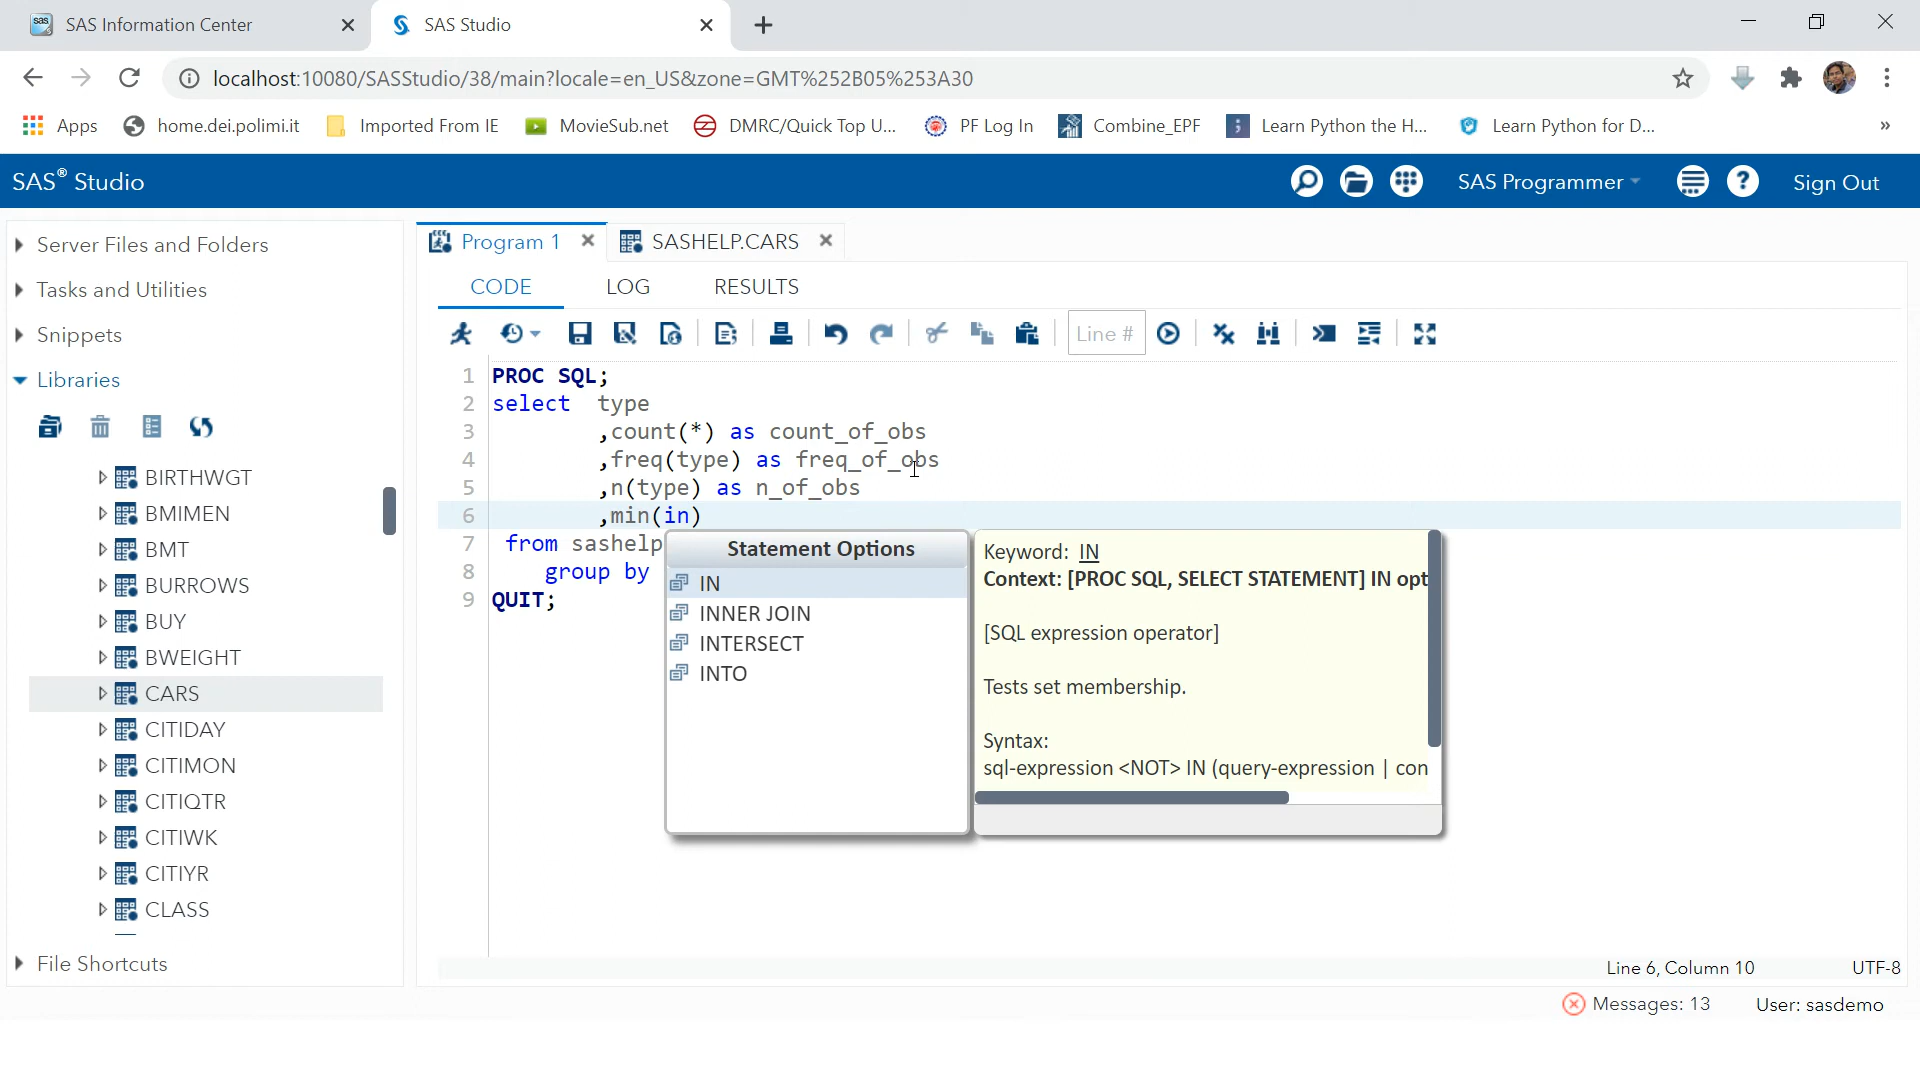 SAS Information Center
SAS Studio
localhost:10080/SASStudio/38/main?locale=en_US&zone=GMT%252B05%253A30
Apps
home.dei.polimi.it
Imported From IE
MovieSub.net
DMRC/Quick Top U...
PF Log In
Combine_EPF
Learn Python the H...
Learn Python for D...
»
SAS® Studio
SAS Programmer
Sign Out
Server Files and Folders
Tasks and Utilities
Snippets
Libraries
BIRTHWGT
BMIMEN
BMT
BURROWS
BUY
BWEIGHT
CARS
CITIDAY
CITIMON
CITIQTR
CITIWK
CITIYR
CLASS
File Shortcuts
Program 1
SASHELP.CARS
CODE
LOG
RESULTS
Line #
1 PROC SQL;
2 select type
3 ,count(*) as count_of_obs
4 ,freq(type) as freq_of_obs
5 ,n(type) as n_of_obs
6 ,min(in)
7 from sashelp
8 group by
9 QUIT;
Statement Options
IN
INNER JOIN
INTERSECT
INTO
Keyword: IN
Context: [PROC SQL, SELECT STATEMENT] IN opt
[SQL expression operator]
Tests set membership.
Syntax:
sql-expression <NOT> IN (query-expression | con
Line 6, Column 10
UTF-8
Messages: 13
User: sasdemo